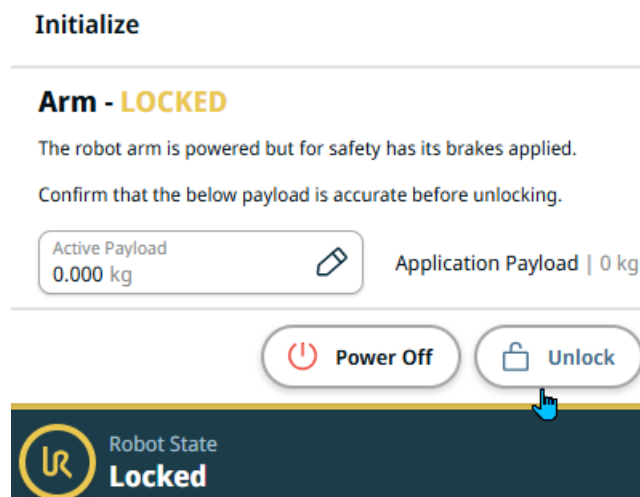 Initialize
Arm - LOCKED
The robot arm is powered but for safety has its brakes applied.
Confirm that the below payload is accurate before unlocking.
Active Payload
0.000 kg
Application Payload | 0 kg
Power Off
Unlock
UR
Robot State
Locked